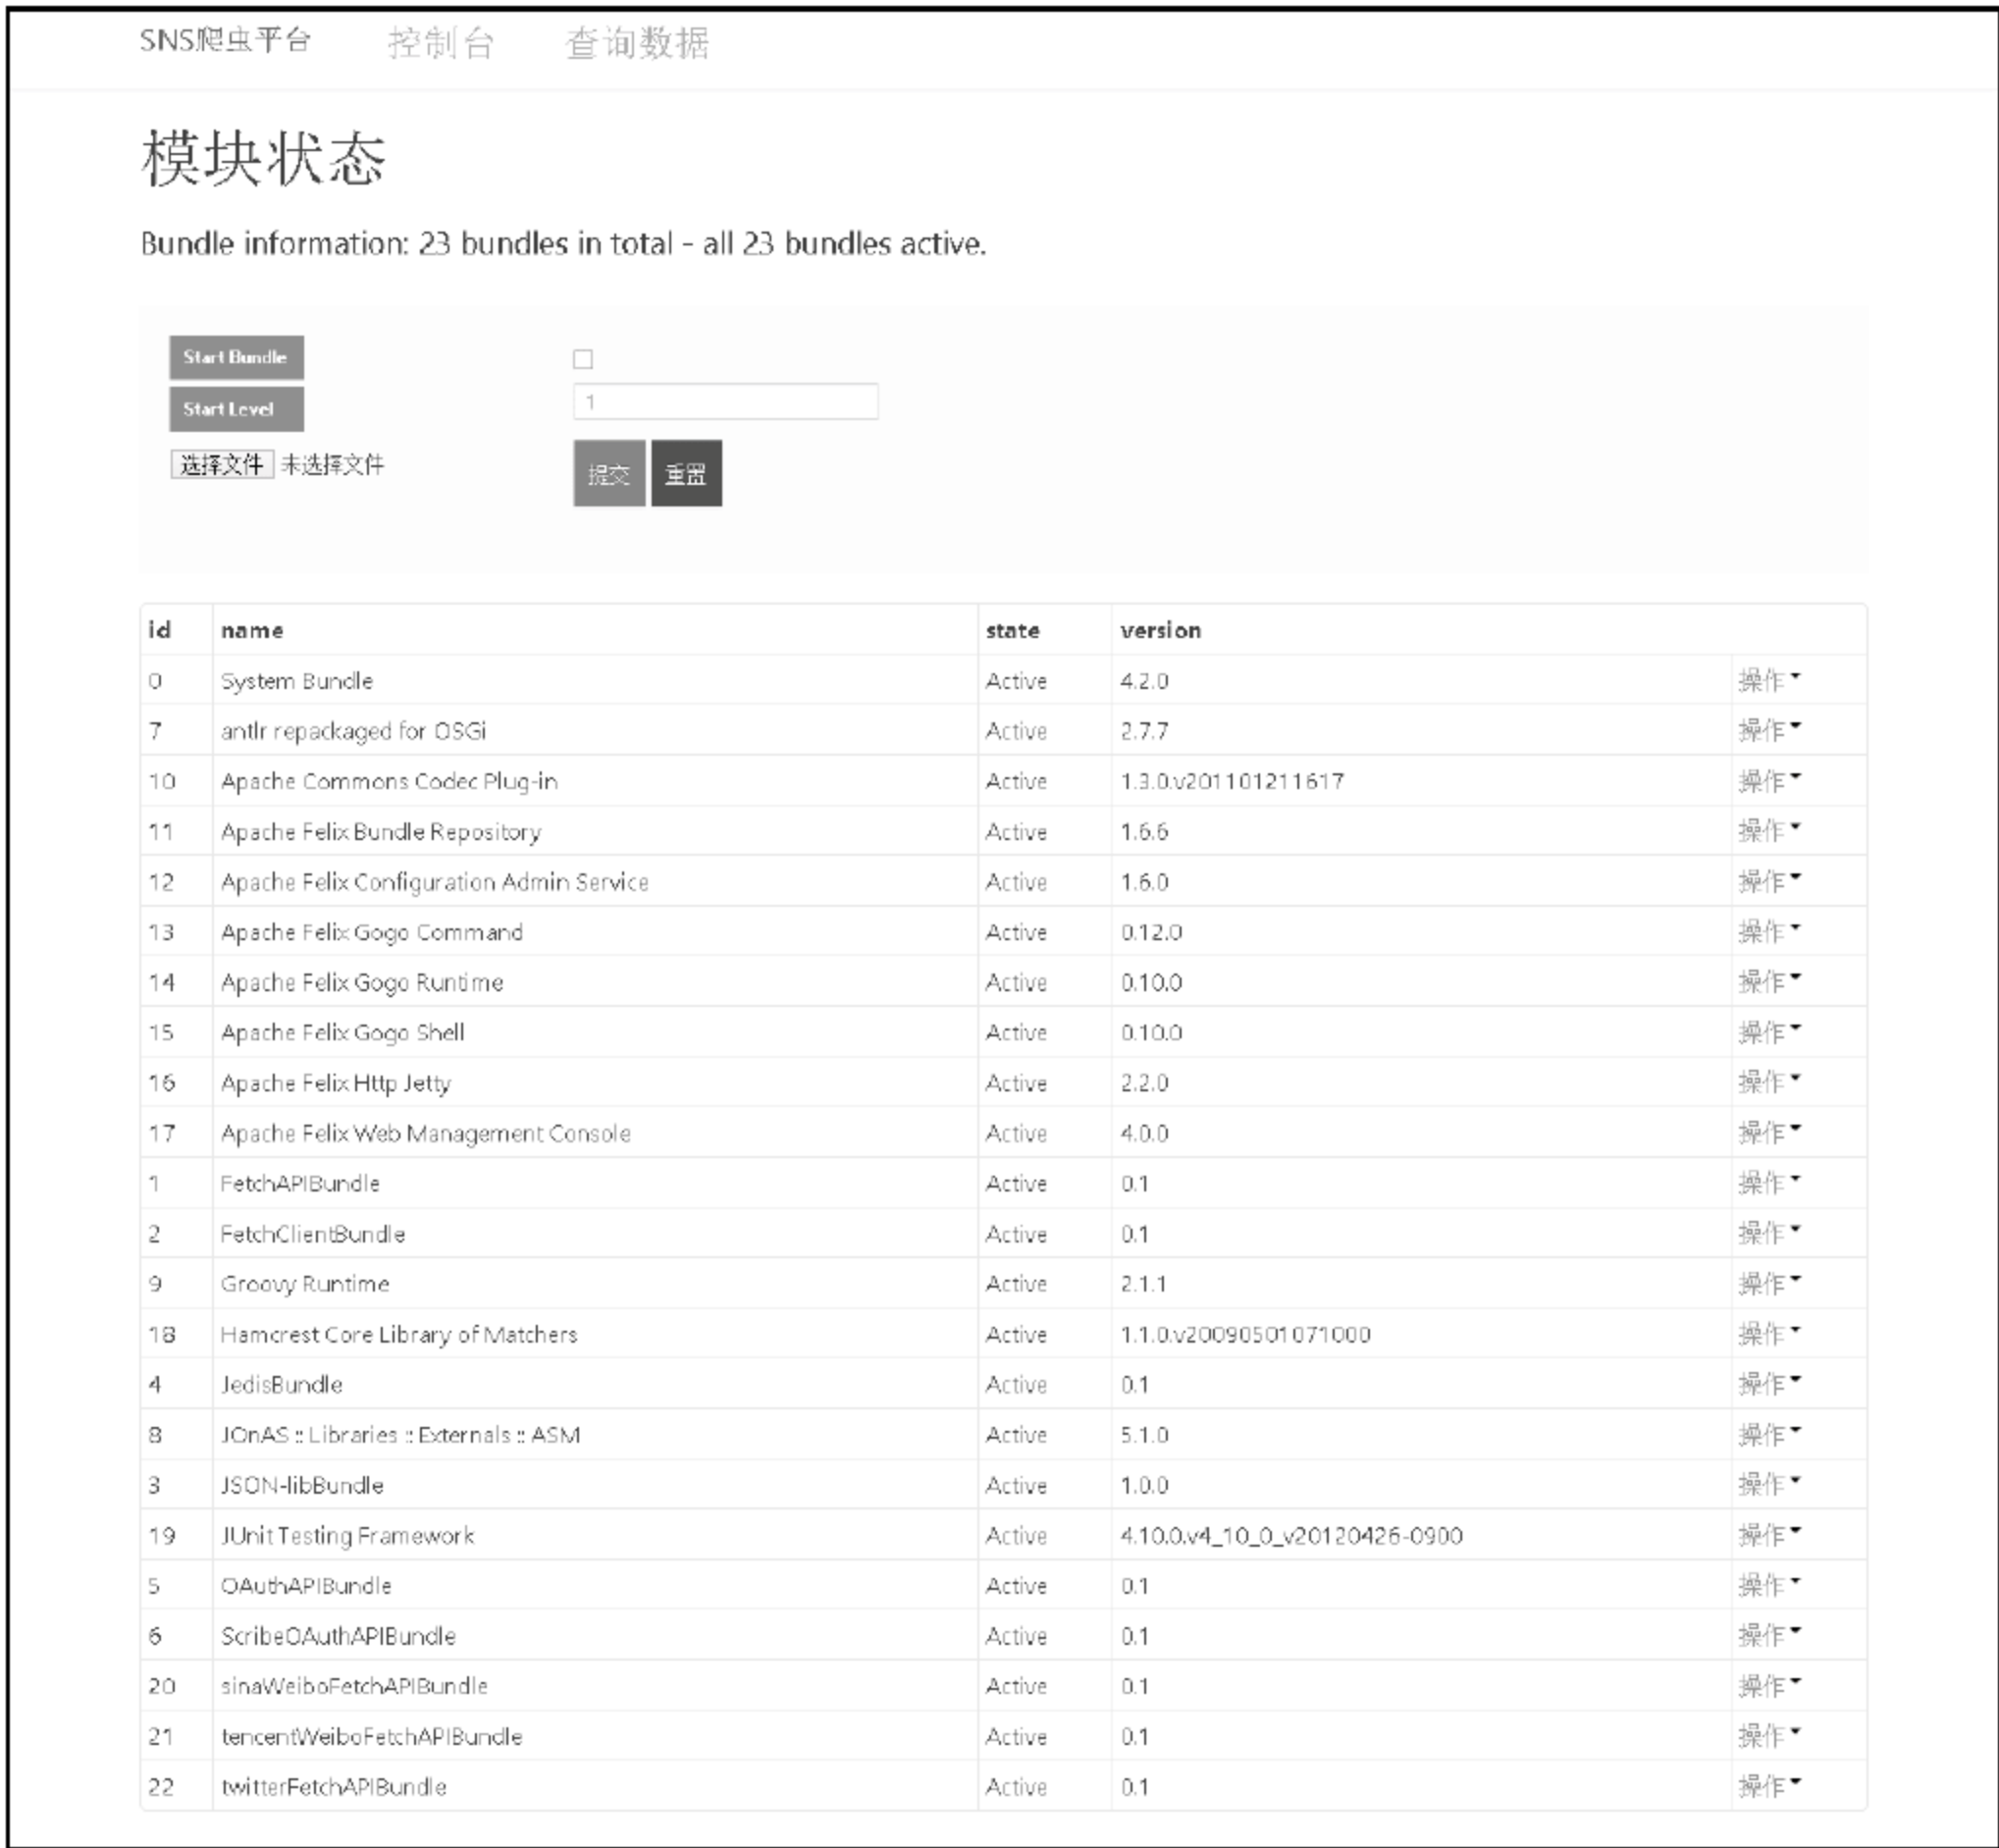 SNS爬虫平台 控制台 查询数据
模块状态
Bundle information: 23 bundles in total - all 23 bundles active.
Start Bundle
Start Level 1
选择文件 未选择文件 提交 重置
id name state version
0 System Bundle Active 4.2.0 操作
7 antlr repackaged for OSGi Active 2.7.7 操作
10 Apache Commons Codec Plug-in Active 1.3.0.v201101211617 操作
11 Apache Felix Bundle Repository Active 1.6.6 操作
12 Apache Felix Configuration Admin Service Active 1.6.0 操作
13 Apache Felix Gogo Command Active 0.12.0 操作
14 Apache Felix Gogo Runtime Active 0.10.0 操作
15 Apache Felix Gogo Shell Active 0.10.0 操作
16 Apache Felix Http Jetty Active 2.2.0 操作
17 Apache Felix Web Management Console Active 4.0.0 操作
1 FetchAPIBundle Active 0.1 操作
2 FetchClientBundle Active 0.1 操作
9 Groovy Runtime Active 2.1.1 操作
18 Hamcrest Core Library of Matchers Active 1.1.0.v20090501071000 操作
4 JedisBundle Active 0.1 操作
8 JOnAS :: Libraries :: Externals :: ASM Active 5.1.0 操作
3 JSON-libBundle Active 1.0.0 操作
19 JUnit Testing Framework Active 4.10.0.v4_10_0_v20120426-0900 操作
5 OAuthAPIBundle Active 0.1 操作
6 ScribeOAuthAPIBundle Active 0.1 操作
20 sinaWeiboFetchAPIBundle Active 0.1 操作
21 tencentWeiboFetchAPIBundle Active 0.1 操作
22 twitterFetchAPIBundle Active 0.1 操作